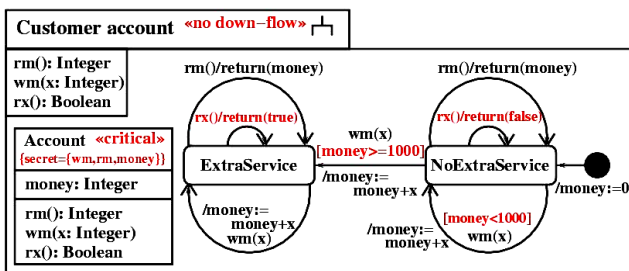 Customer account «no down-flow»
rm(): Integer
wm(x: Integer)
rx(): Boolean
Account «critical»
{secret={wm,rm,money}}
money: Integer
rm(): Integer
wm(x: Integer)
rx(): Boolean
rm()/return(money)
rx()/return(true)
ExtraService
/money:=
money+x
wm(x)
wm(x)
[money>=1000]
/money:=
money+x
rm()/return(money)
rx()/return(false)
NoExtraService
/money:=0
[money<1000]
wm(x)
/money:=
money+x